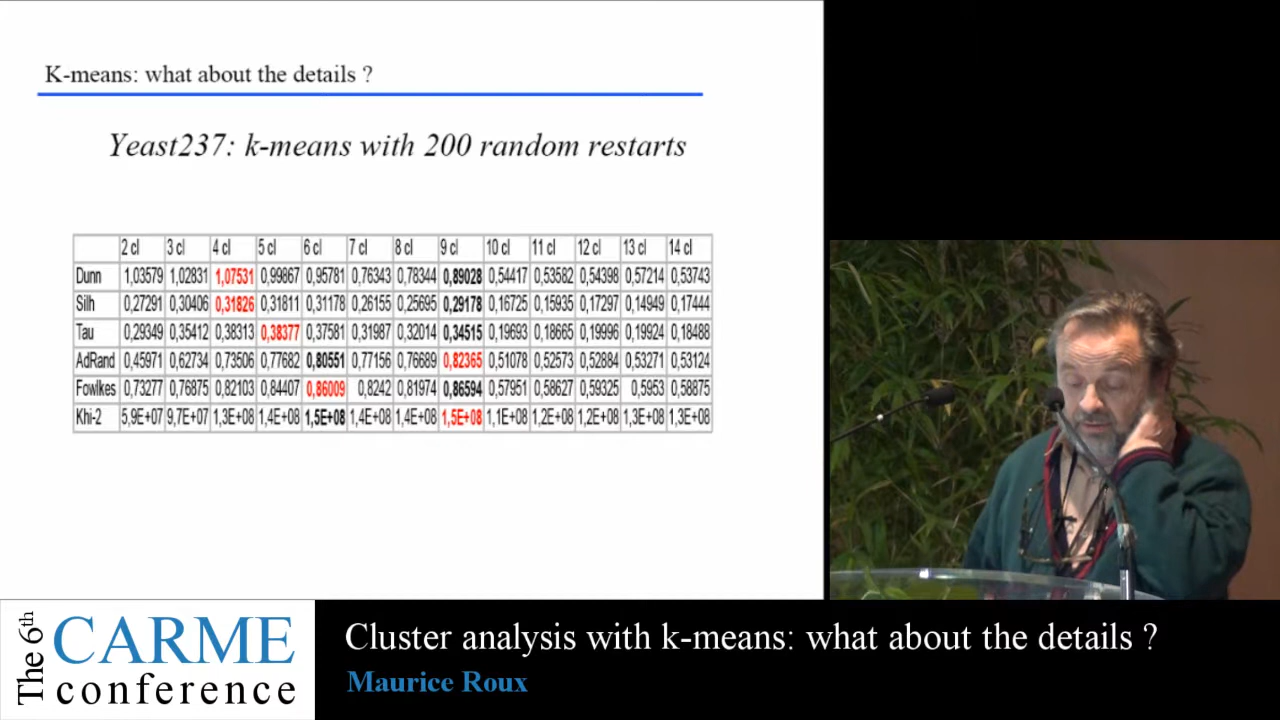 K-means: what about the details ?
Yeast237: k-means with 200 random restarts
2 cl 3 cl 4 cl 5 cl 6 cl 7 cl 8 cl 9 cl 10 cl 11 cl 12 cl 13 cl 14 cl
Dunn 1,03579 1,02831 1,07531 0,99867 0,95781 0,76343 0,78344 0,89028 0,54417 0,53582 0,54398 0,57214 0,53743
Silh 0,27291 0,30406 0,31826 0,31811 0,31178 0,26155 0,25695 0,29178 0,16725 0,15935 0,17297 0,14949 0,17444
Tau 0,29349 0,35412 0,38313 0,38377 0,37581 0,31987 0,32014 0,34515 0,19693 0,18665 0,19996 0,19924 0,18488
AdRand 0,45971 0,62734 0,73506 0,77682 0,80551 0,77156 0,76689 0,82365 0,51078 0,52573 0,52884 0,53271 0,53124
Fowlkes 0,73277 0,76875 0,82103 0,84407 0,86009 0,8242 0,81974 0,86594 0,57951 0,58627 0,59325 0,5953 0,58875
Khi-2 5,9E+07 9,7E+07 1,3E+08 1,4E+08 1,5E+08 1,4E+08 1,4E+08 1,5E+08 1,1E+08 1,2E+08 1,2E+08 1,3E+08 1,3E+08
The 6th
CARME
conference
Cluster analysis with k-means: what about the details ?
Maurice Roux